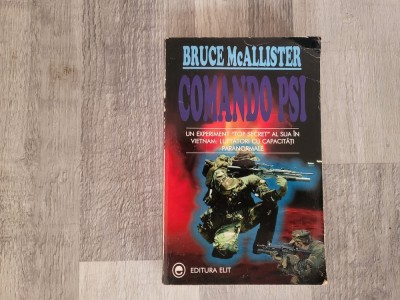 BRUCE McALLISTER
COMANDO PSI
UN EXPERIMENT "TOP SECRET" AL SUA ÎN
VIETNAM: LUPTĂTORI CU CAPACITĂȚI
PARANORMALE
e
EDITURA ELIT